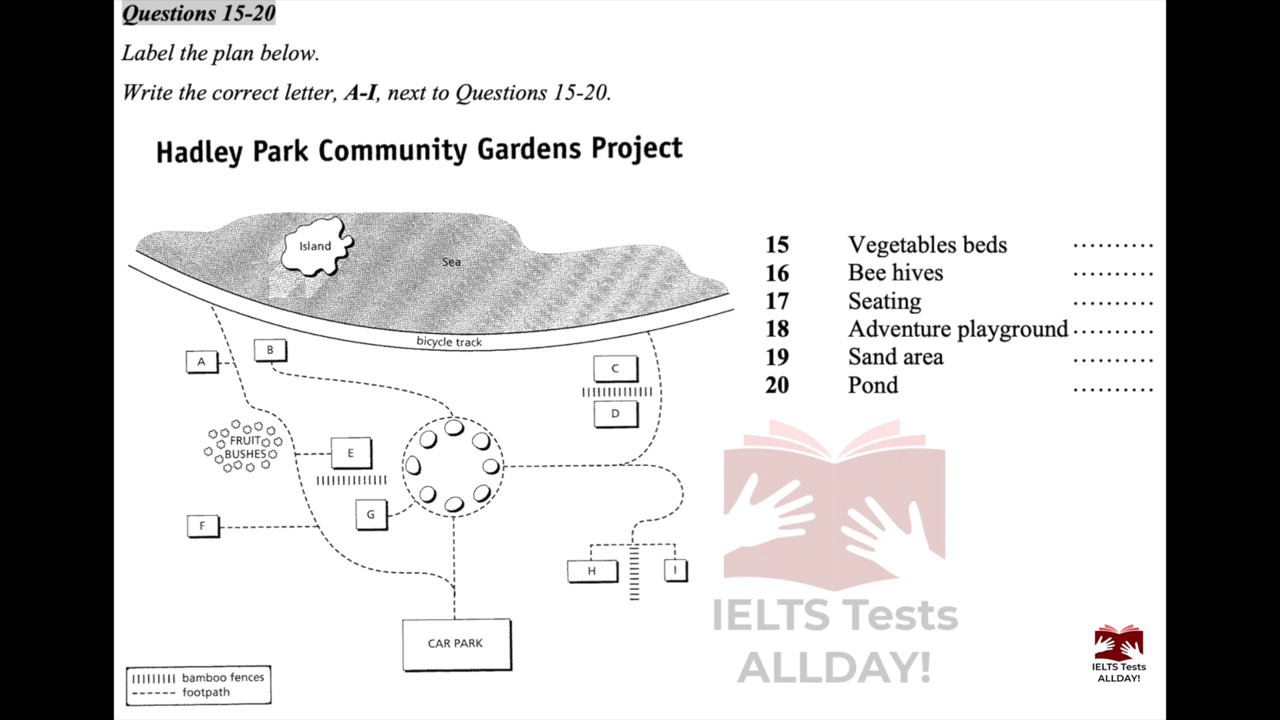 Questions 15-20
Label the plan below.
Write the correct letter, A-I, next to Questions 15-20.
Hadley Park Community Gardens Project
Island
Sea
bicycle track
A
B
C
D
FRUIT
BUSHES
E
F
G
H
I
CAR PARK
bamboo fences
footpath
15 Vegetables beds ..........
16 Bee hives ..........
17 Seating ..........
18 Adventure playground ..........
19 Sand area ..........
20 Pond ..........
IELTS Tests
ALLDAY!
IELTS Tests
ALLDAY!